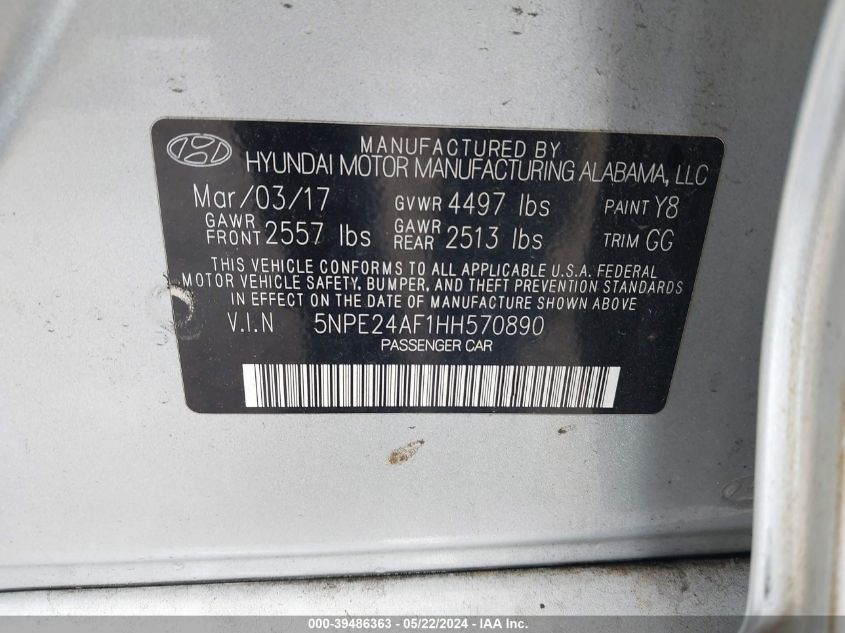 MANUFACTURED BY
HYUNDAI MOTOR MANUFACTURING ALABAMA, LLC
Mar/03/17 GVWR 4497 lbs PAINT Y8
GAWR FRONT 2557 lbs GAWR REAR 2513 lbs TRIM GG
THIS VEHICLE CONFORMS TO ALL APPLICABLE U.S.A. FEDERAL
MOTOR VEHICLE SAFETY, BUMPER, AND THEFT PREVENTION STANDARDS
IN EFFECT ON THE DATE OF MANUFACTURE SHOWN ABOVE
V.I.N 5NPE24AF1HH570890
PASSENGER CAR
000-39486363 - 05/22/2024 - IAA Inc.